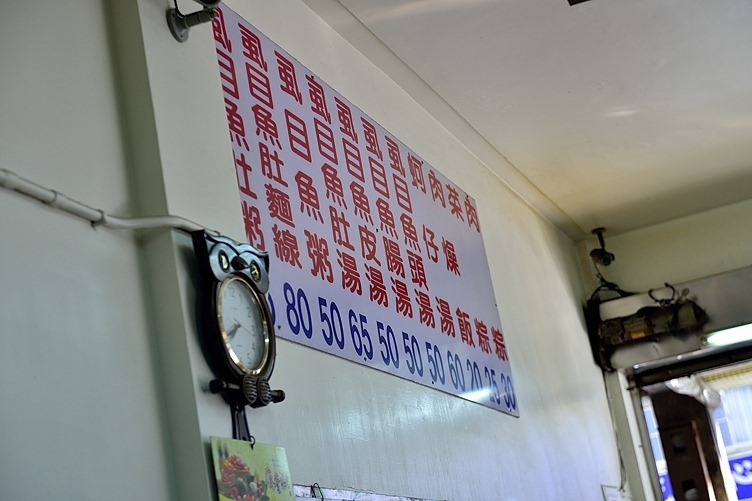 虱目魚肚粥
虱目魚肚麵線 80
虱目魚粥 50
虱目魚肚湯 65
虱目魚皮湯 50
虱目魚腸湯 50
虱目魚頭湯 50
蚵仔湯 60
肉燥飯 20
菜粽 25
肉粽 30